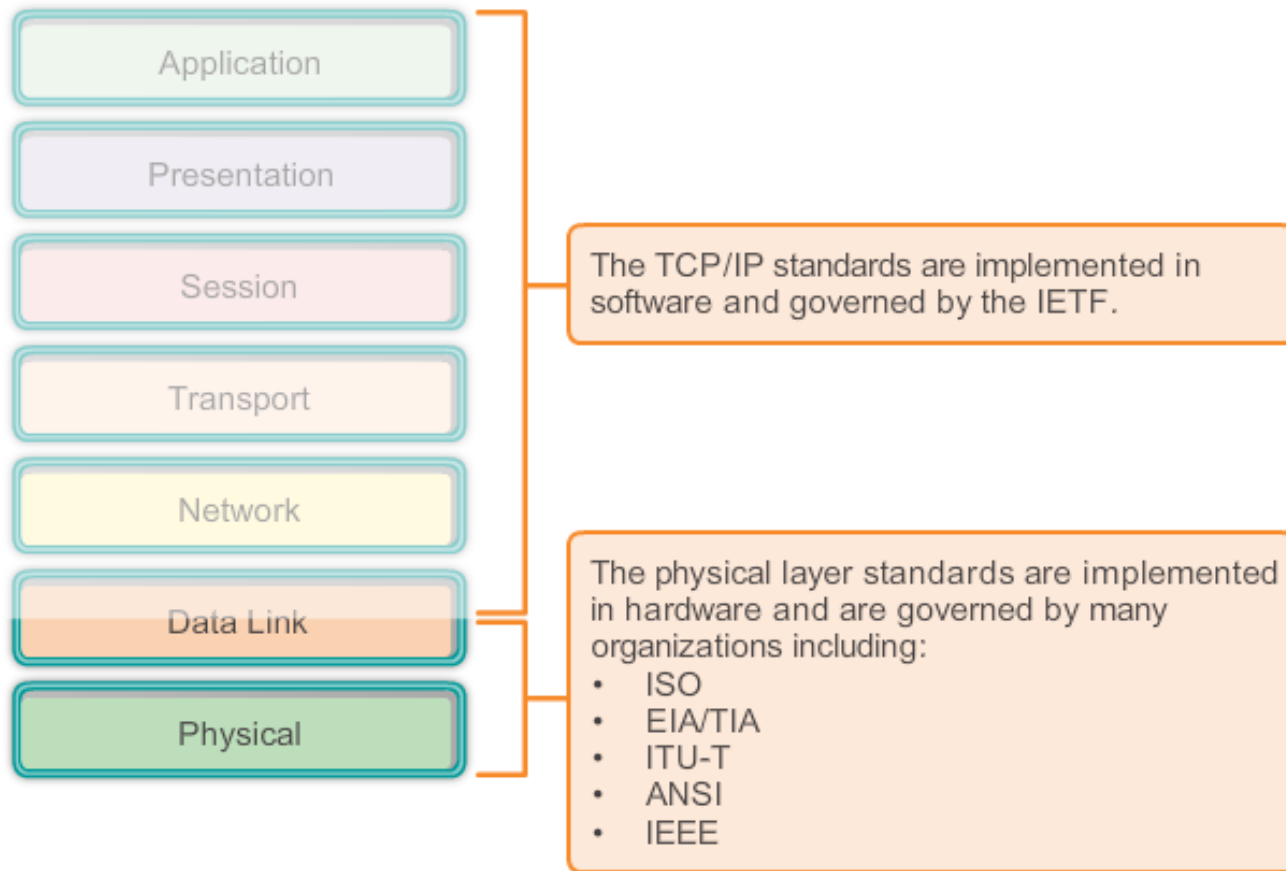 Application
Presentation
Session
Transport
Network
Data Link
Physical
The TCP/IP standards are implemented in
software and governed by the IETF.
The physical layer standards are implemented
in hardware and are governed by many
organizations including:
• ISO
• EIA/TIA
• ITU-T
• ANSI
• IEEE